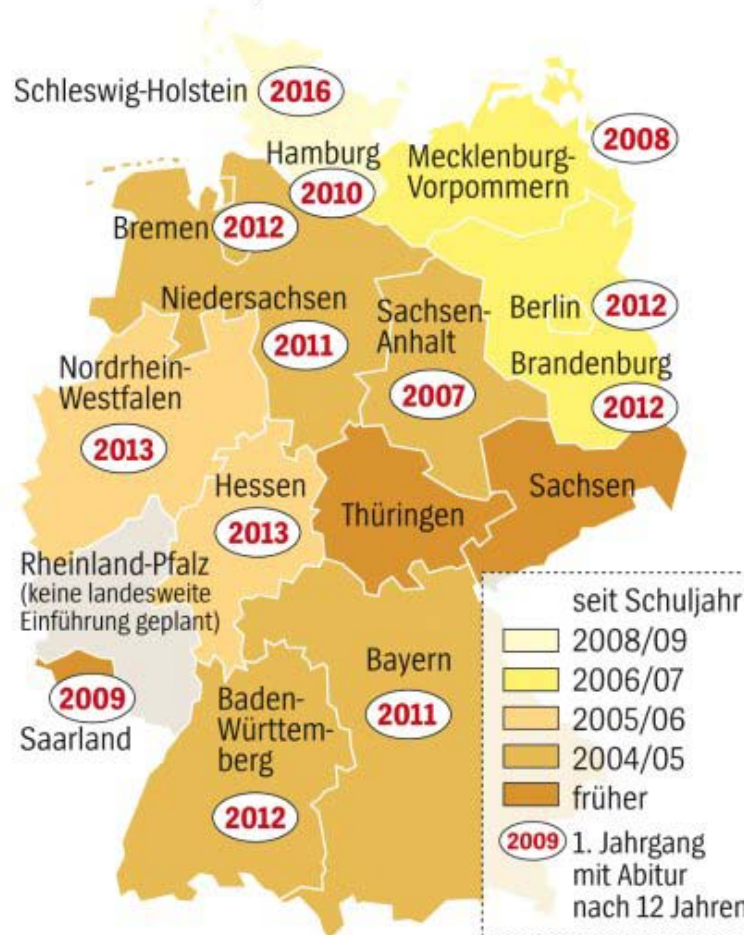 Schleswig-Holstein
2016
Hamburg
2010
Mecklenburg-
Vorpommern
2008
Bremen
2012
Niedersachsen
2011
Sachsen-
Anhalt
2007
Berlin
2012
Brandenburg
2012
Nordrhein-
Westfalen
2013
Hessen
2013
Thüringen
Sachsen
Rheinland-Pfalz
(keine landesweite
Einführung geplant)
2009
Saarland
Baden-
Württem-
berg
2012
Bayern
2011
seit Schuljahr
2008/09
2006/07
2005/06
2004/05
früher
2009 1. Jahrgang
mit Abitur
nach 12 Jahren